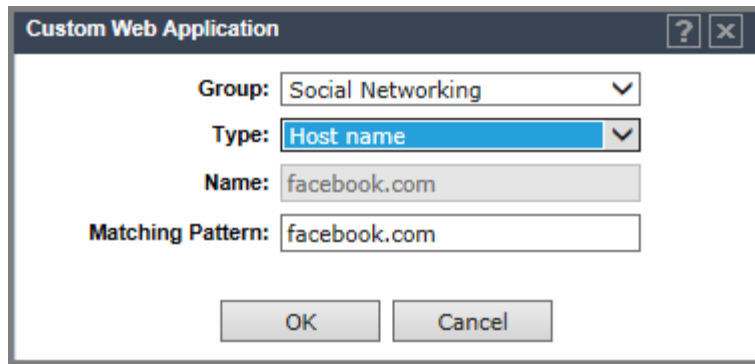 Custom Web Application ? x
Group: Social Networking
Type: Host name
Name: facebook.com
Matching Pattern: facebook.com
OK Cancel